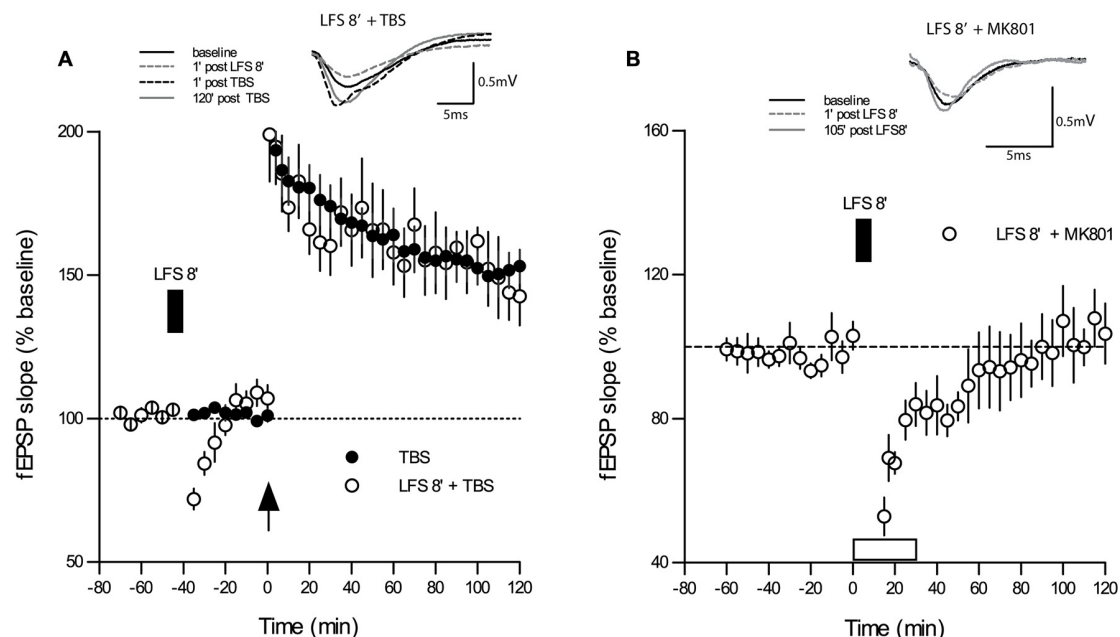 A
LFS 8' + TBS
baseline
1' post LFS 8'
1' post TBS
120' post TBS
0.5mV
5ms
fEPSP slope (% baseline)
200
150
100
50
LFS 8'
TBS
LFS 8' + TBS
-80 -60 -40 -20 0 20 40 60 80 100 120
Time (min)
B
LFS 8' + MK801
baseline
1' post LFS 8'
105' post LFS8'
0.5mV
5ms
fEPSP slope (% baseline)
160
120
80
40
LFS 8'
LFS 8' + MK801
-80 -60 -40 -20 0 20 40 60 80 100 120
Time (min)